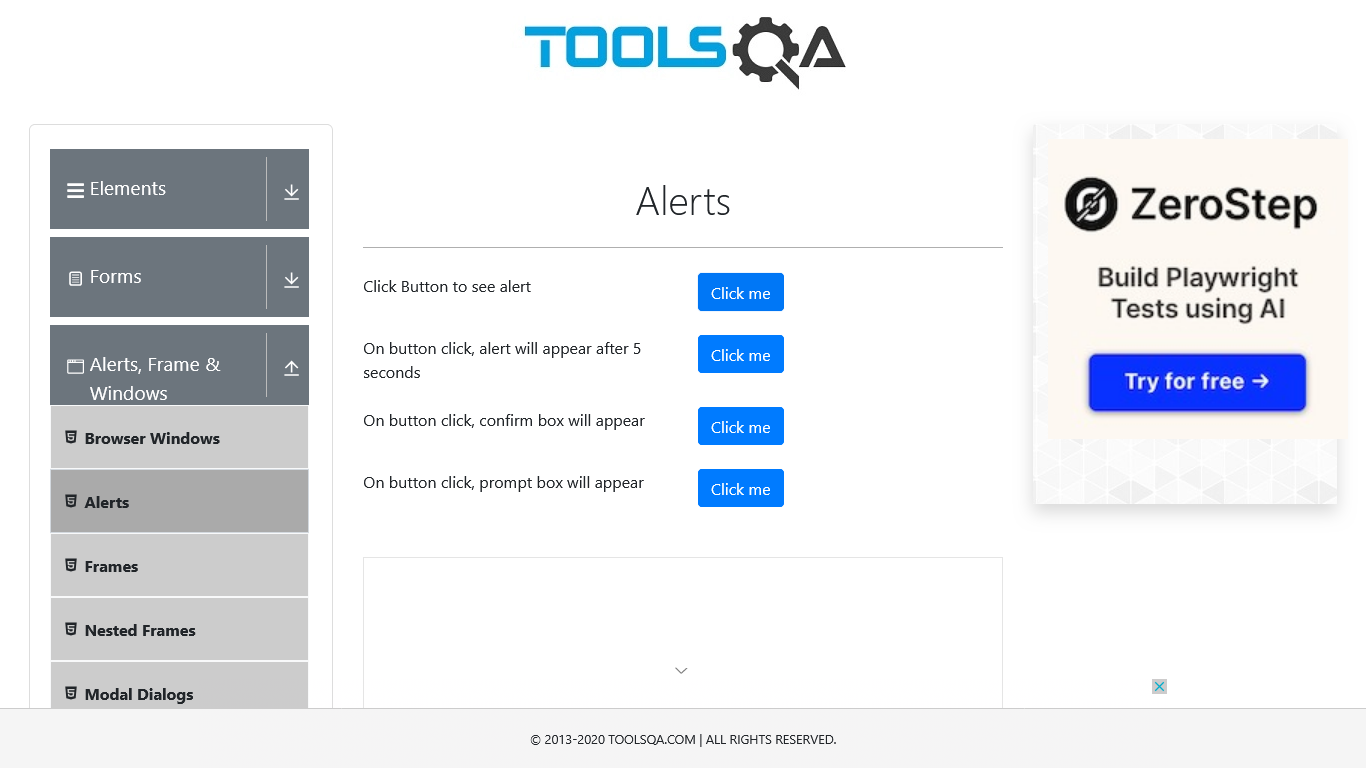 TOOLSQA
Elements
Forms
Alerts, Frame &
Windows
Browser Windows
Alerts
Frames
Nested Frames
Modal Dialogs
Alerts
Click Button to see alert
Click me
On button click, alert will appear after 5
seconds
Click me
On button click, confirm box will appear
Click me
On button click, prompt box will appear
Click me
ZeroStep
Build Playwright
Tests using AI
Try for free →
© 2013-2020 TOOLSQA.COM | ALL RIGHTS RESERVED.